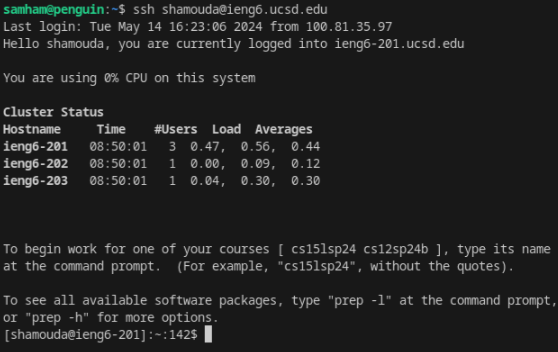 samham@penguin:~$ ssh shamouda@ieng6.ucsd.edu
Last login: Tue May 14 16:23:06 2024 from 100.81.35.97
Hello shamouda, you are currently logged into ieng6-201.ucsd.edu
You are using 0% CPU on this system
Cluster Status
Hostname     Time    #Users  Load  Averages
ieng6-201   08:50:01   3  0.47,  0.56,  0.44
ieng6-202   08:50:01   1  0.00,  0.09,  0.12
ieng6-203   08:50:01   1  0.04,  0.30,  0.30
To begin work for one of your courses [ cs15lsp24 cs12sp24b ], type its name
at the command prompt.  (For example, "cs15lsp24", without the quotes).
To see all available software packages, type "prep -l" at the command prompt,
or "prep -h" for more options.
[shamouda@ieng6-201]:~:142$